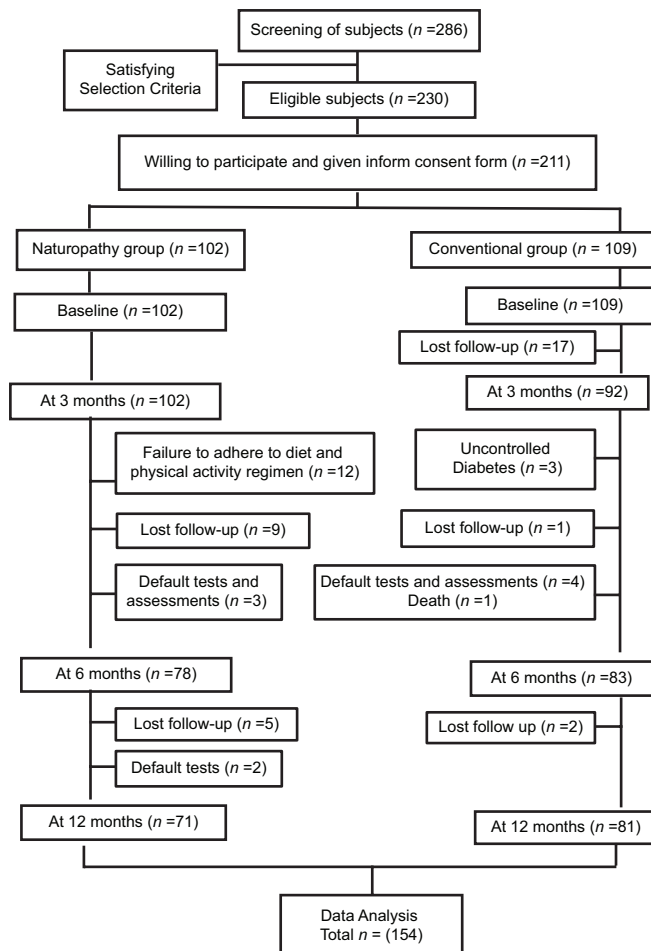 Screening of subjects (n =286)
Satisfying
Selection Criteria
Eligible subjects (n =230)
Willing to participate and given inform consent form (n =211)
Naturopathy group (n =102)
Conventional group (n = 109)
Baseline (n =102)
Baseline (n =109)
Lost follow-up (n =17)
At 3 months (n =102)
At 3 months (n =92)
Failure to adhere to diet and
physical activity regimen (n =12)
Uncontrolled
Diabetes (n =3)
Lost follow-up (n =9)
Lost follow-up (n =1)
Default tests and
assessments (n =3)
Default tests and assessments (n =4)
Death (n =1)
At 6 months (n =78)
At 6 months (n =83)
Lost follow-up (n =5)
Lost follow up (n =2)
Default tests (n =2)
At 12 months (n =71)
At 12 months (n =81)
Data Analysis
Total n = (154)